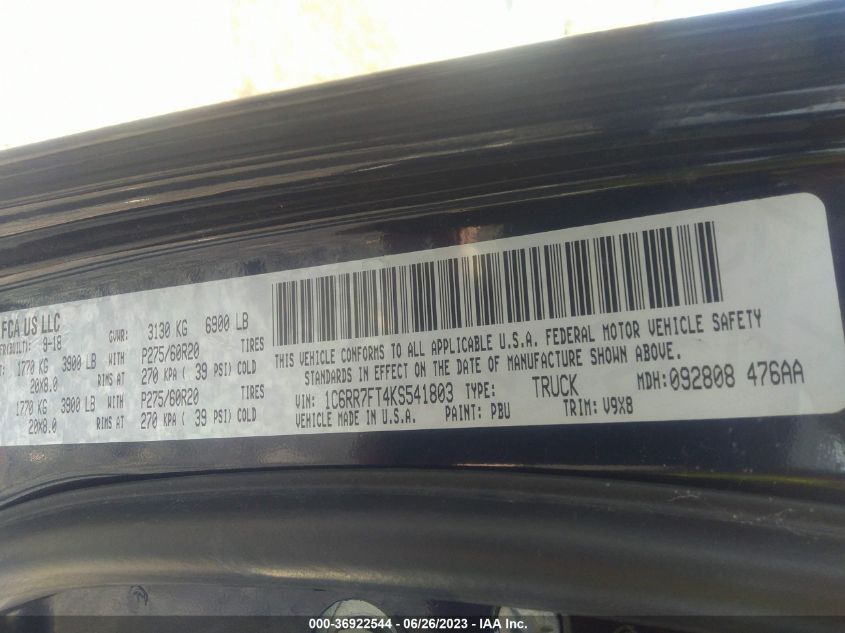 FCA US LLC
9-18
GVWR: 3130 KG 6900 LB
1770 KG 3900 LB WITH P275/60R20 TIRES
20X8.0 RIMS AT 270 KPA ( 39 PSI) COLD
1770 KG 3900 LB WITH P275/60R20 TIRES
20X8.0 RIMS AT 270 KPA ( 39 PSI) COLD
THIS VEHICLE CONFORMS TO ALL APPLICABLE U.S.A. FEDERAL MOTOR VEHICLE SAFETY
STANDARDS IN EFFECT ON THE DATE OF MANUFACTURE SHOWN ABOVE.
VIN: 1C6RR7FT4KS541803 TYPE: TRUCK MDH:092808 476AA
VEHICLE MADE IN U.S.A. PAINT: PBU TRIM: V9X8
000-36922544 / 06/26/2023 - IAA Inc.